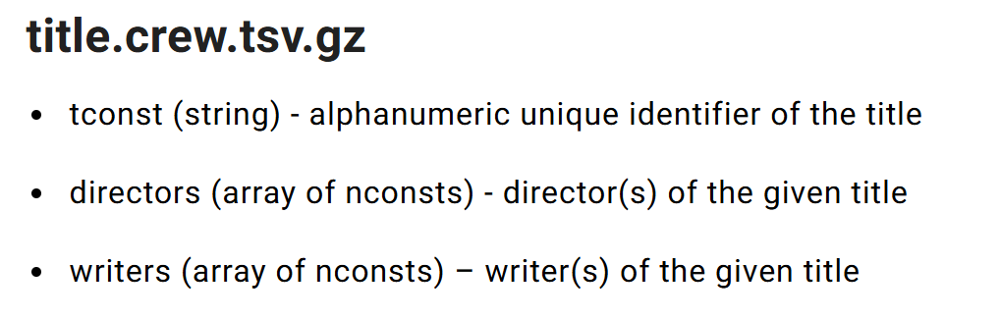 title.crew.tsv.gz
• tconst (string) - alphanumeric unique identifier of the title
• directors (array of nconsts) - director(s) of the given title
• writers (array of nconsts) – writer(s) of the given title